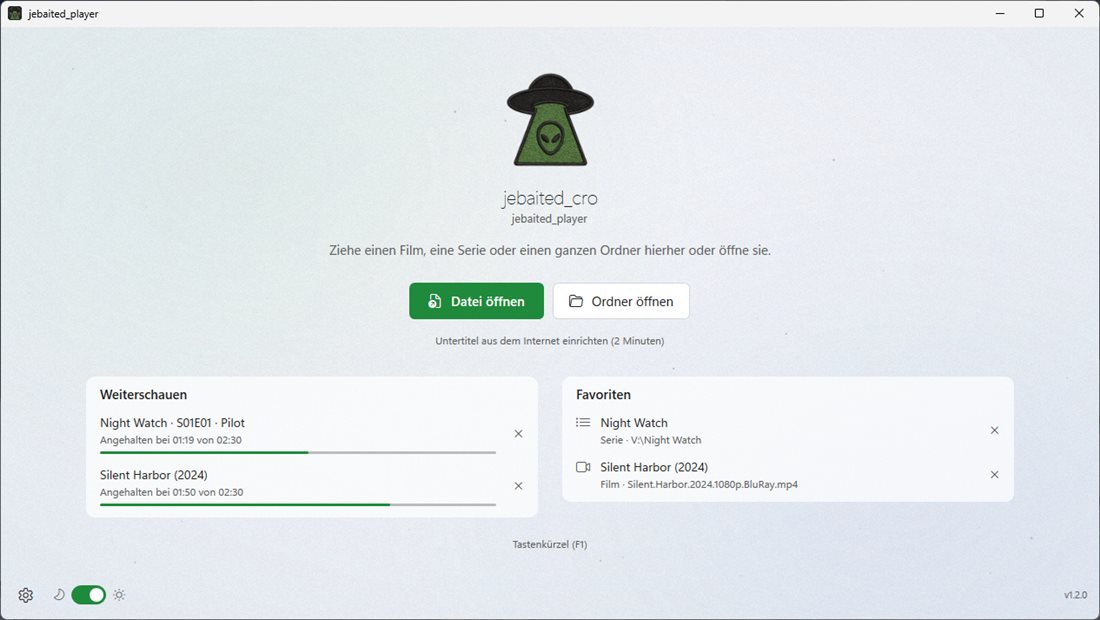 jebaited_player
jebaited_cro
jebaited_player
Ziehe einen Film, eine Serie oder einen ganzen Ordner hierher oder öffne sie.
Datei öffnen
Ordner öffnen
Untertitel aus dem Internet einrichten (2 Minuten)
Weiterschauen
Night Watch · S01E01 · Pilot
Angehalten bei 01:19 von 02:30
Silent Harbor (2024)
Angehalten bei 01:50 von 02:30
Favoriten
Night Watch
Serie · V:\Night Watch
Silent Harbor (2024)
Film · Silent.Harbor.2024.1080p.BluRay.mp4
Tastenkürzel (F1)
v1.2.0